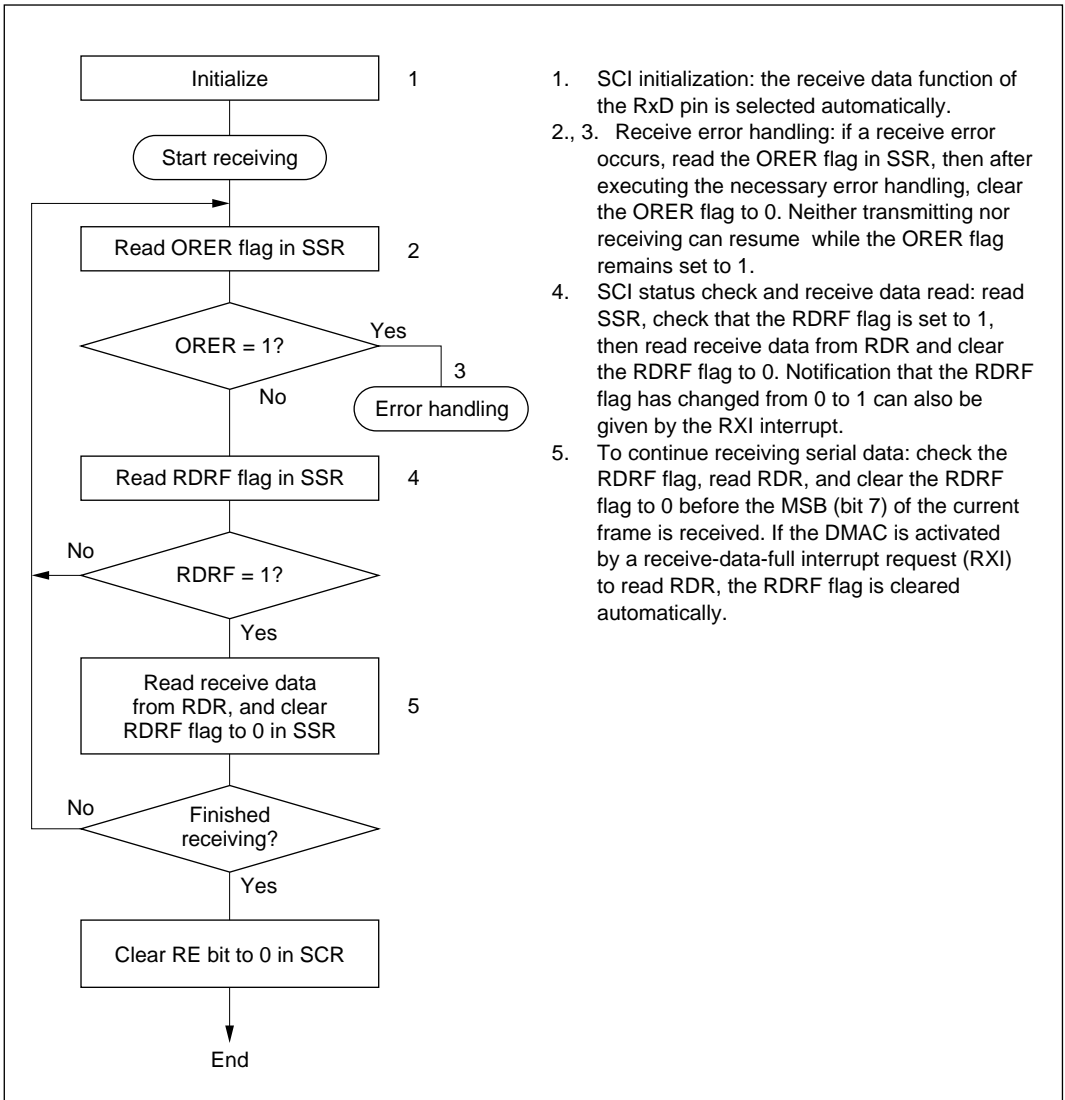 Initialize
1
Start receiving
Read ORER flag in SSR
2
ORER = 1?
Yes
3
No
Error handling
Read RDRF flag in SSR
4
No
RDRF = 1?
Yes
Read receive data
from RDR, and clear
RDRF flag to 0 in SSR
5
No
Finished
receiving?
Yes
Clear RE bit to 0 in SCR
End
1. SCI initialization: the receive data function of
the RxD pin is selected automatically.
2., 3. Receive error handling: if a receive error
occurs, read the ORER flag in SSR, then after
executing the necessary error handling, clear
the ORER flag to 0. Neither transmitting nor
receiving can resume while the ORER flag
remains set to 1.
4. SCI status check and receive data read: read
SSR, check that the RDRF flag is set to 1,
then read receive data from RDR and clear
the RDRF flag to 0. Notification that the RDRF
flag has changed from 0 to 1 can also be
given by the RXI interrupt.
5. To continue receiving serial data: check the
RDRF flag, read RDR, and clear the RDRF
flag to 0 before the MSB (bit 7) of the current
frame is received. If the DMAC is activated
by a receive-data-full interrupt request (RXI)
to read RDR, the RDRF flag is cleared
automatically.